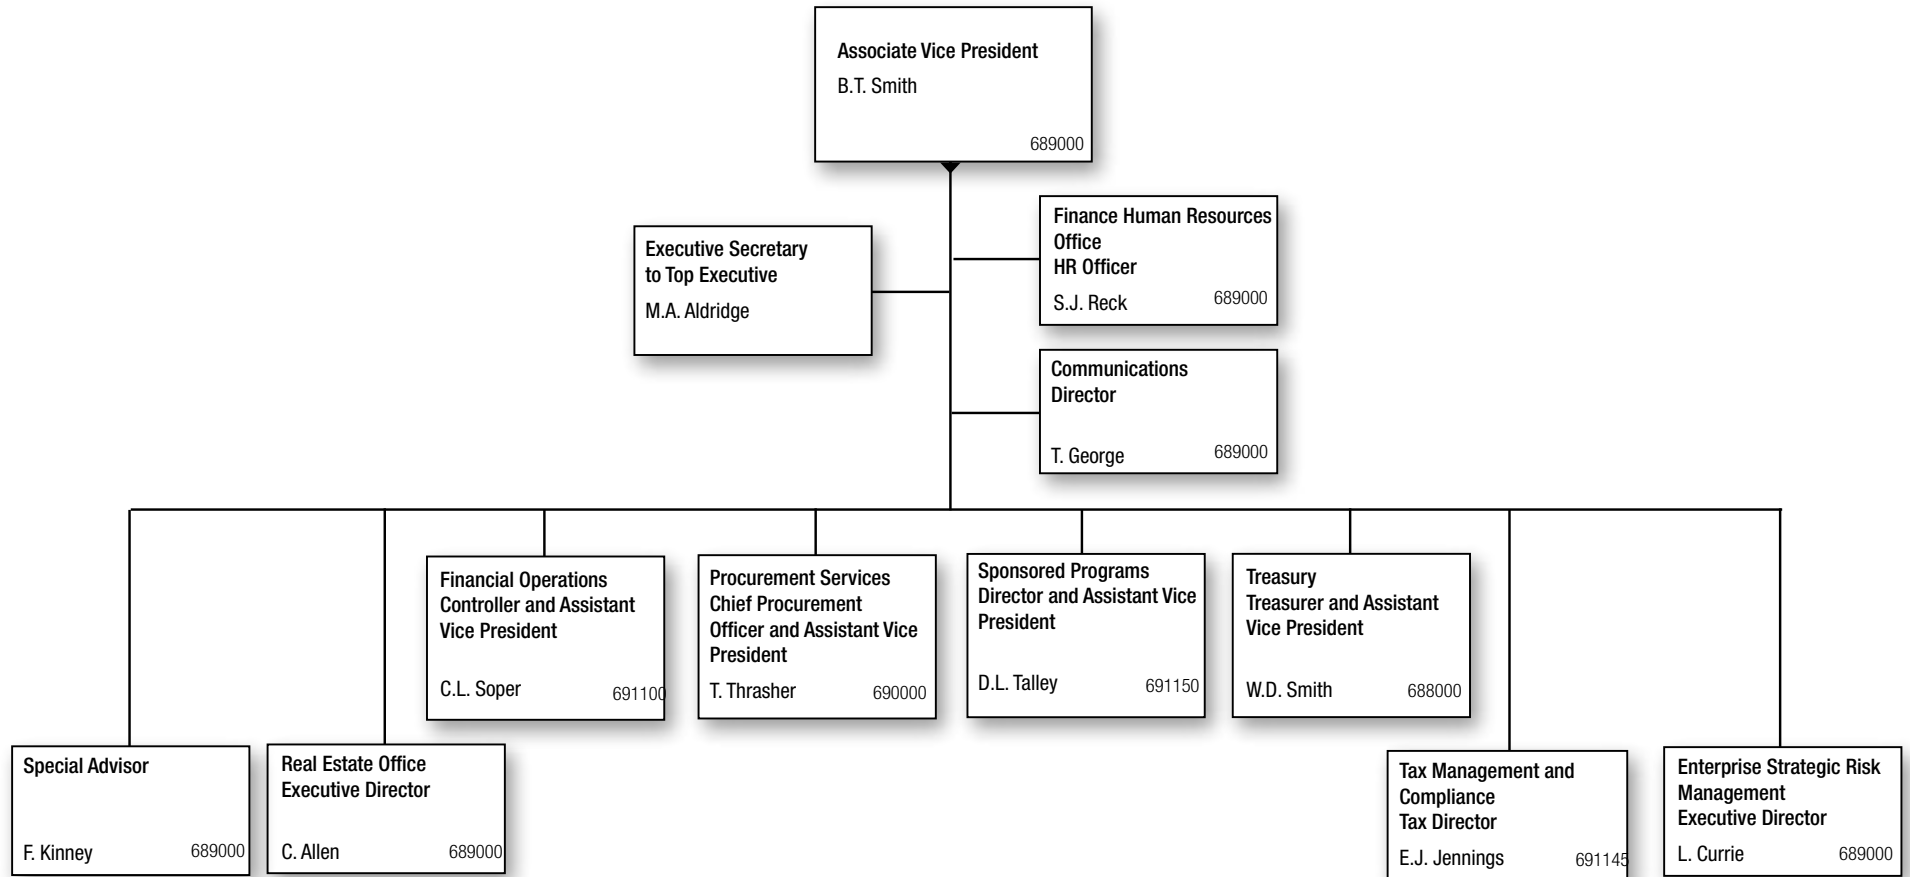 Associate Vice President
B.T. Smith
689000
Finance Human Resources
Office
HR Officer
S.J. Reck 689000
Executive Secretary
to Top Executive
M.A. Aldridge
Communications
Director
T. George 689000
Financial Operations
Controller and Assistant
Vice President
C.L. Soper 691100
Procurement Services
Chief Procurement
Officer and Assistant Vice
President
T. Thrasher 690000
Sponsored Programs
Director and Assistant Vice
President
D.L. Talley 691150
Treasury
Treasurer and Assistant
Vice President
W.D. Smith 688000
Special Advisor
F. Kinney 689000
Real Estate Office
Executive Director
C. Allen 689000
Tax Management and
Compliance
Tax Director
E.J. Jennings 691145
Enterprise Strategic Risk
Management
Executive Director
L. Currie 689000